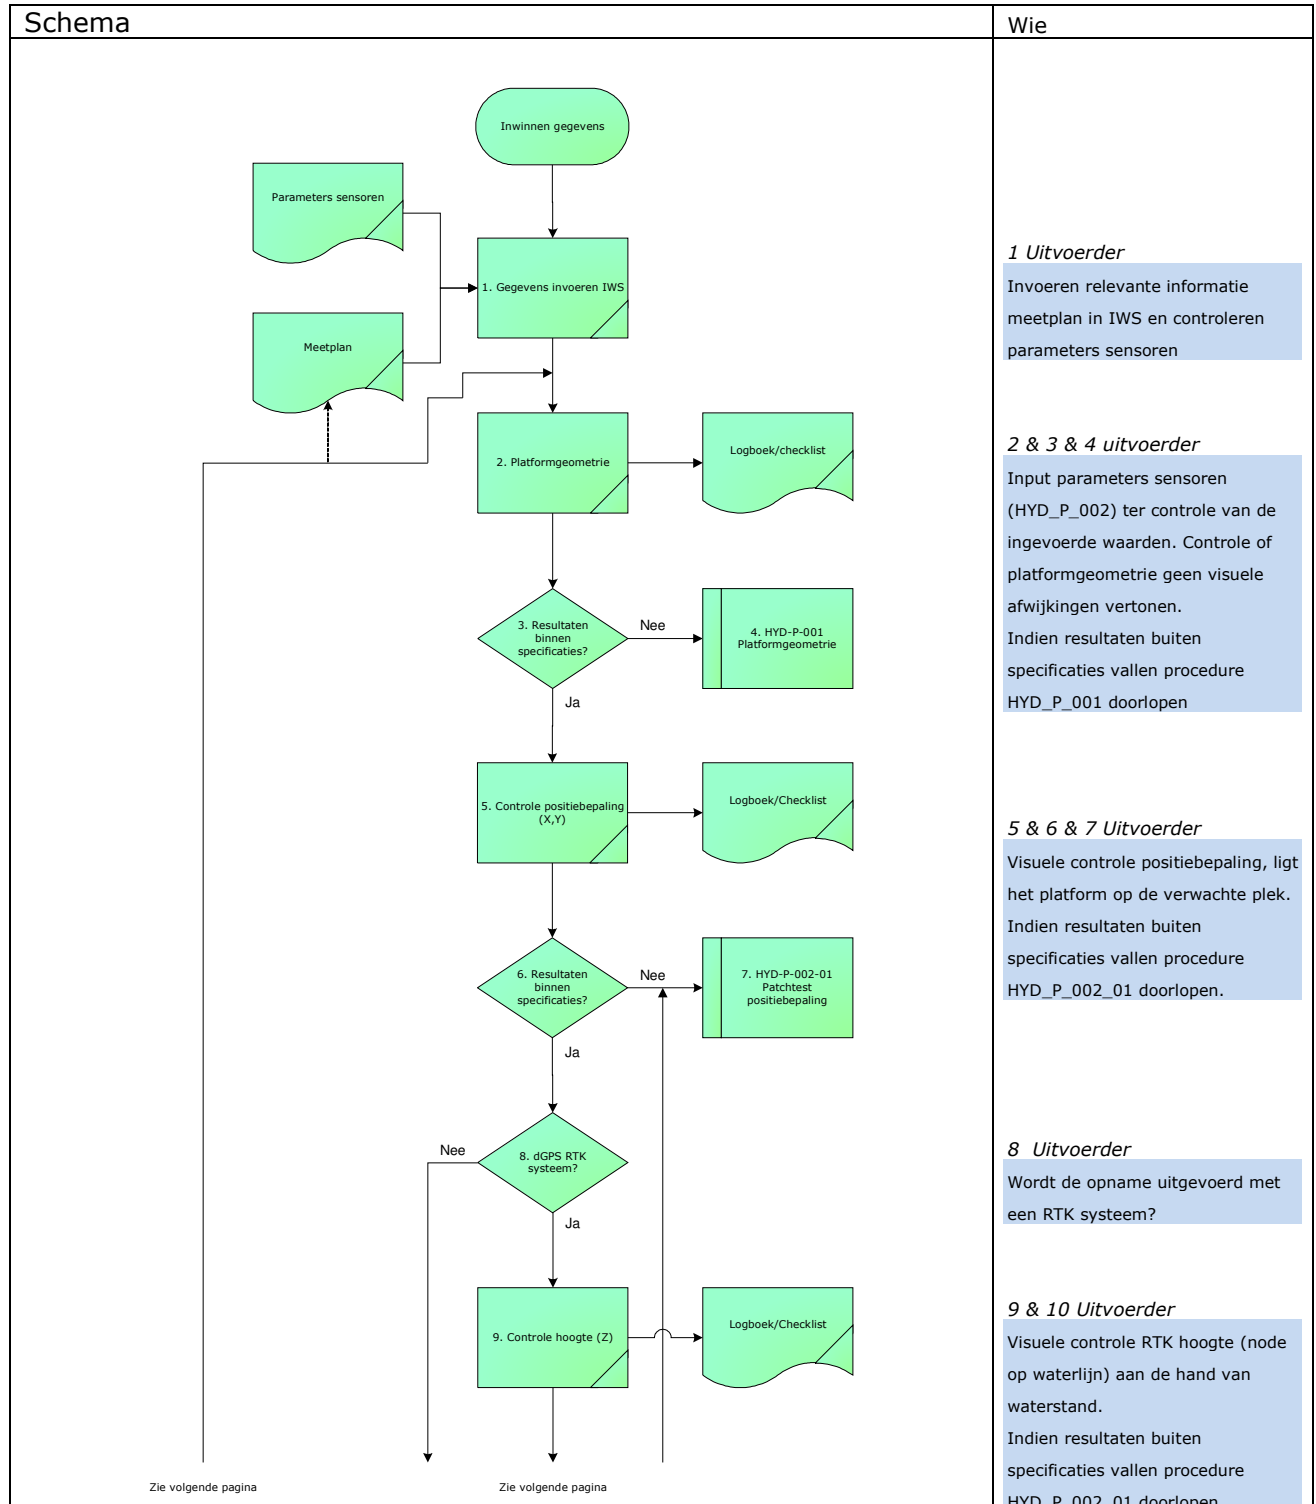 Schema
Wie
Inwinnen gegevens
Parameters sensoren
1. Gegevens invoeren IWS
Meetplan
2. Platformgeometrie
Logboek/checklist
3. Resultaten
binnen
specificaties?
Nee
4. HYD-P-001
Platformgeometrie
Ja
5. Controle positiebepaling
(X,Y)
Logboek/Checklist
6. Resultaten
binnen
specificaties?
Nee
7. HYD-P-002-01
Patchtest
positiebepaling
Ja
Nee
8. dGPS RTK
systeem?
Ja
9. Controle hoogte (Z)
Logboek/Checklist
Zie volgende pagina
Zie volgende pagina
1 Uitvoerder
Invoeren relevante informatie
meetplan in IWS en controleren
parameters sensoren
2 & 3 & 4 uitvoerder
Input parameters sensoren
(HYD_P_002) ter controle van de
ingevoerde waarden. Controle of
platformgeometrie geen visuele
afwijkingen vertonen.
Indien resultaten buiten
specificaties vallen procedure
HYD_P_001 doorlopen
5 & 6 & 7 Uitvoerder
Visuele controle positiebepaling, ligt
het platform op de verwachte plek.
Indien resultaten buiten
specificaties vallen procedure
HYD_P_002_01 doorlopen.
8 Uitvoerder
Wordt de opname uitgevoerd met
een RTK systeem?
9 & 10 Uitvoerder
Visuele controle RTK hoogte (node
op waterlijn) aan de hand van
waterstand.
Indien resultaten buiten
specificaties vallen procedure
HYD_P_002_01 doorlopen